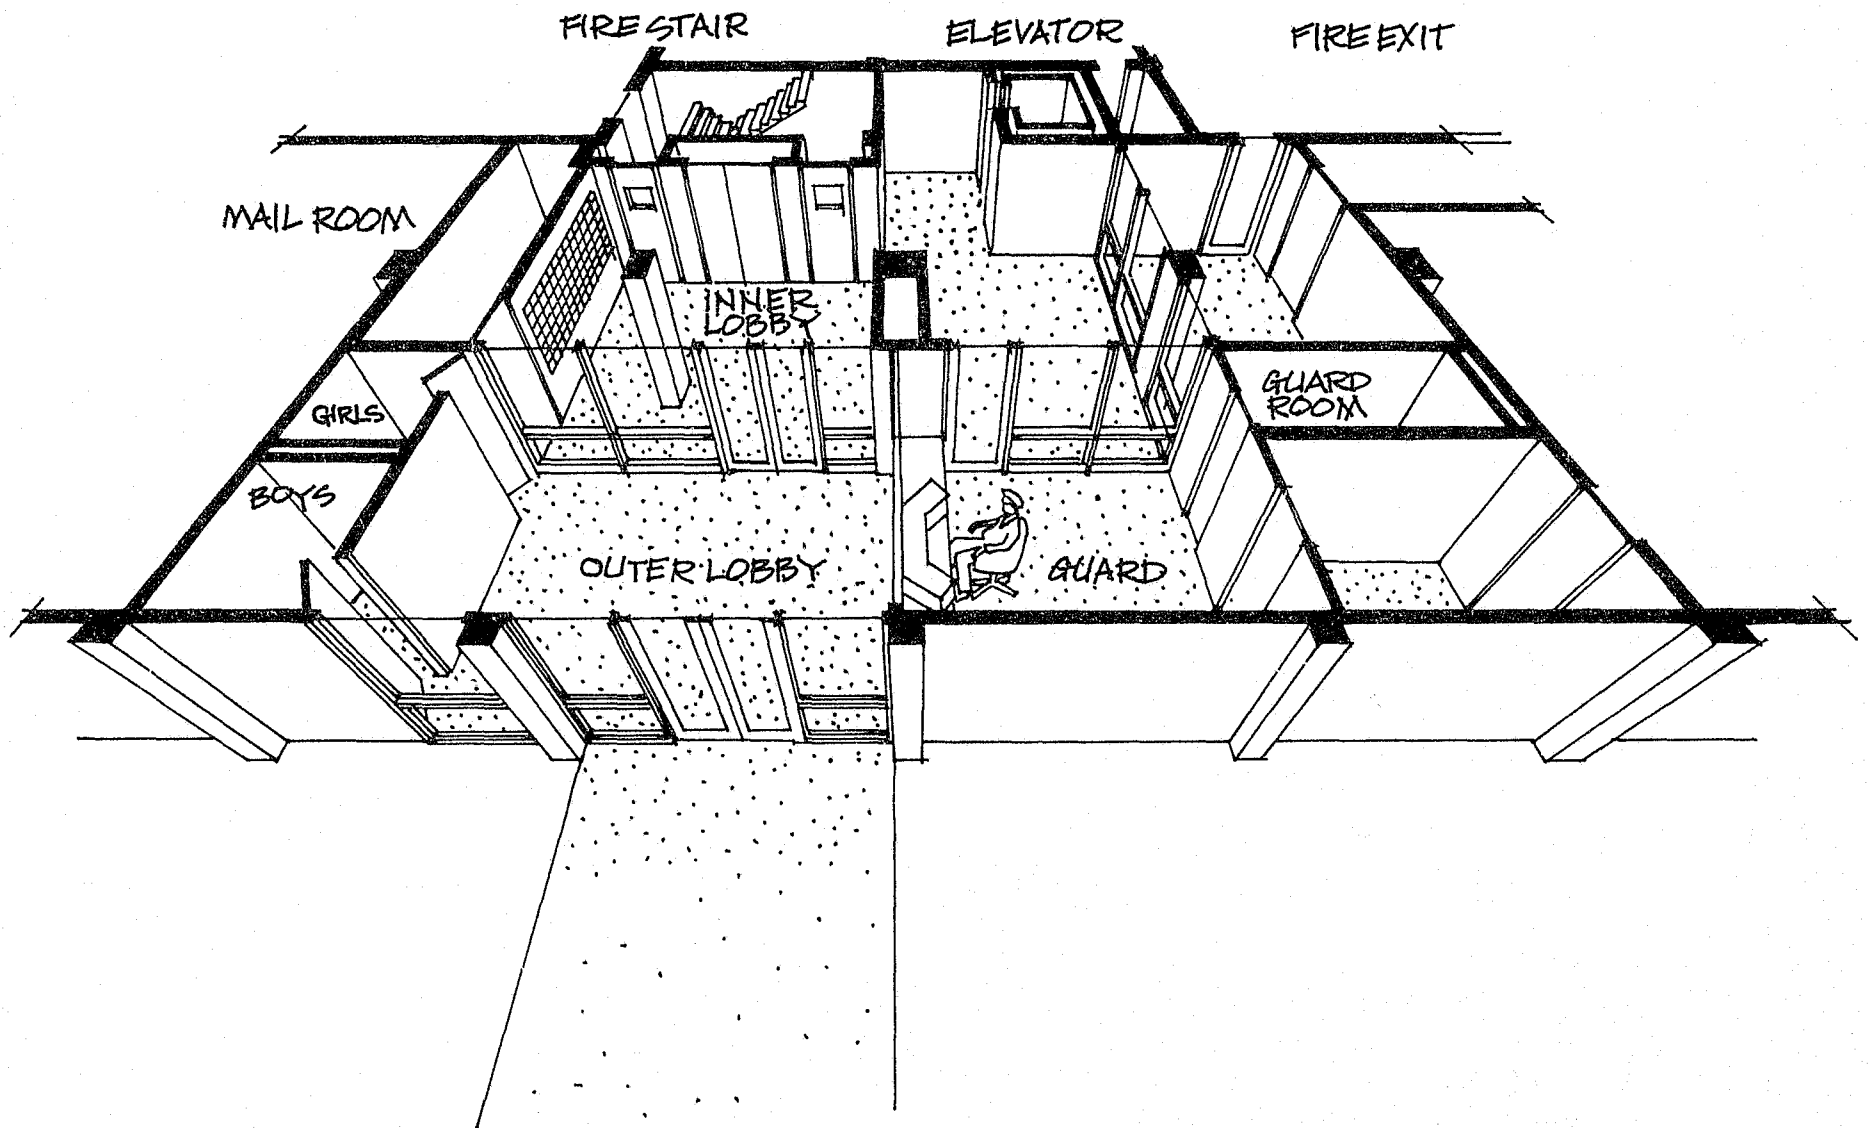 FIRE STAIR
ELEVATOR
FIRE EXIT
MAIL ROOM
INNER
LOBBY
GIRLS
GUARD
ROOM
BOYS
OUTER LOBBY
GUARD